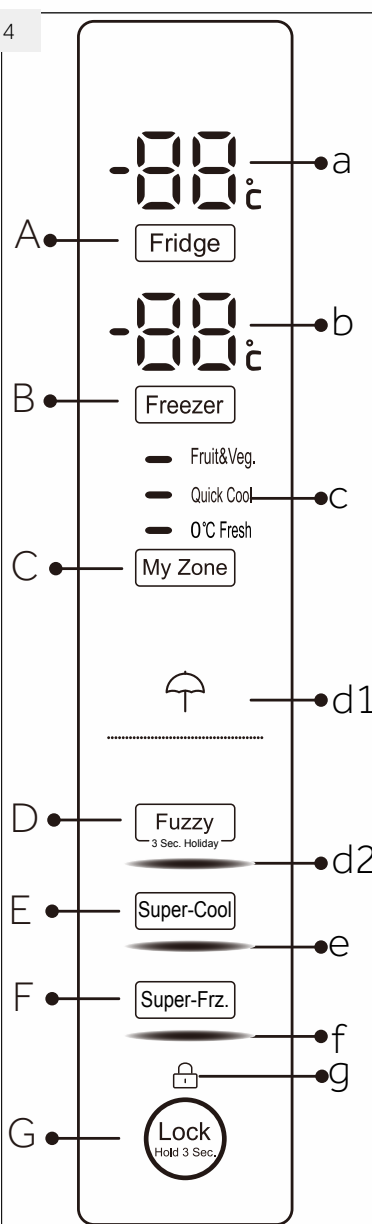 4
-88°C
a
A
Fridge
-88°C
b
B
Freezer
Fruit&Veg.
Quick Cool
c
0°C Fresh
C
My Zone
d1
D
Fuzzy
3 Sec. Holiday
d2
E
Super-Cool
e
F
Super-Frz.
f
g
G
Lock
Hold 3 Sec.